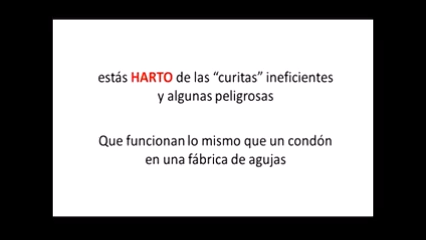 estás HARTO de las “curitas” ineficientes
y algunas peligrosas
Que funcionan lo mismo que un condón
en una fábrica de agujas